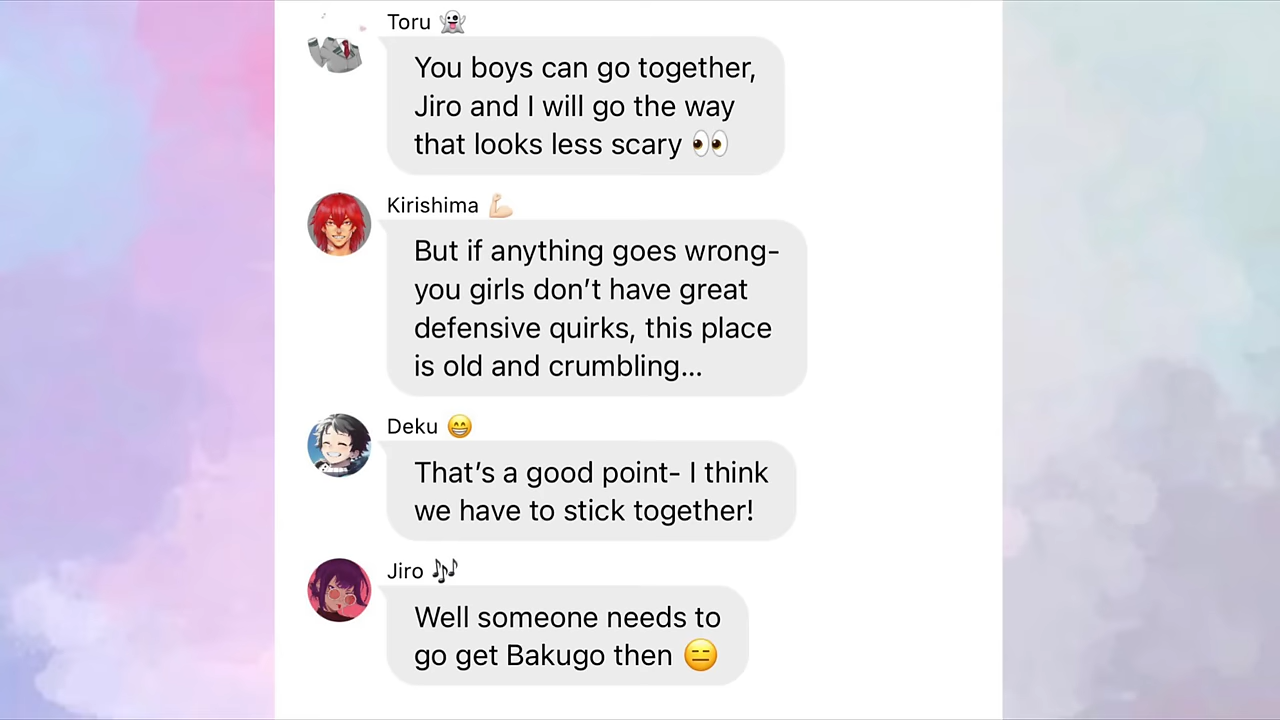 Toru 👻
You boys can go together,
Jiro and I will go the way
that looks less scary 👀
Kirishima 💪🏻
But if anything goes wrong-
you girls don’t have great
defensive quirks, this place
is old and crumbling...
Deku 😁
That’s a good point- I think
we have to stick together!
Jiro 🎶
Well someone needs to
go get Bakugo then 😑